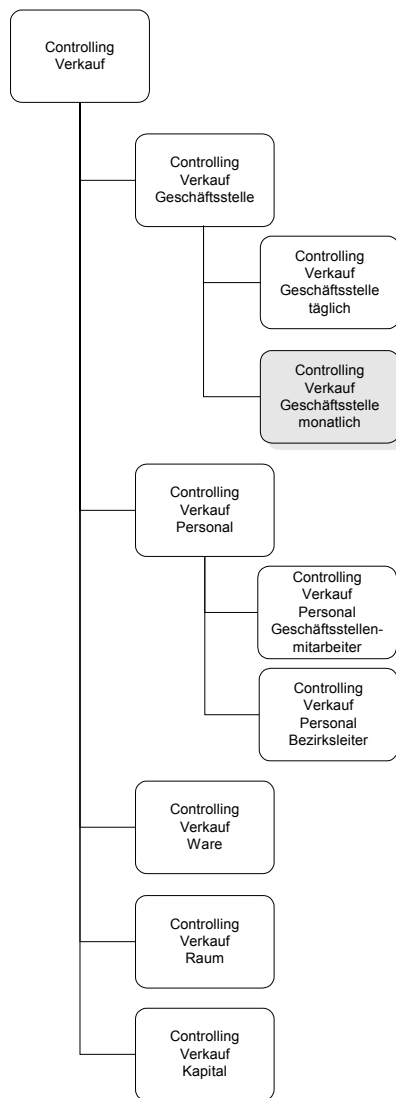 Controlling
Verkauf
Controlling
Verkauf
Geschäftsstelle
Controlling
Verkauf
Geschäftsstelle
täglich
Controlling
Verkauf
Geschäftsstelle
monatlich
Controlling
Verkauf
Personal
Controlling
Verkauf
Personal
Geschäftsstellen-
mitarbeiter
Controlling
Verkauf
Personal
Bezirksleiter
Controlling
Verkauf
Ware
Controlling
Verkauf
Raum
Controlling
Verkauf
Kapital